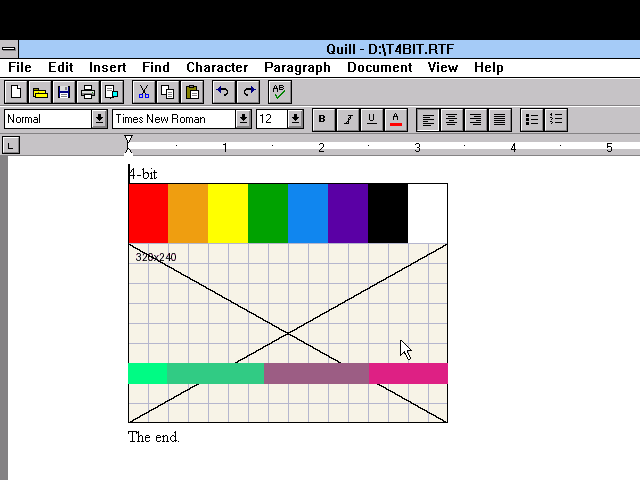 Quill - D:\T4BIT.RTF
File Edit Insert Find Character Paragraph Document View Help
ABC
Normal Times New Roman 12 B I U A
L 1 2 3 4 5
4-bit
320x240
The end.